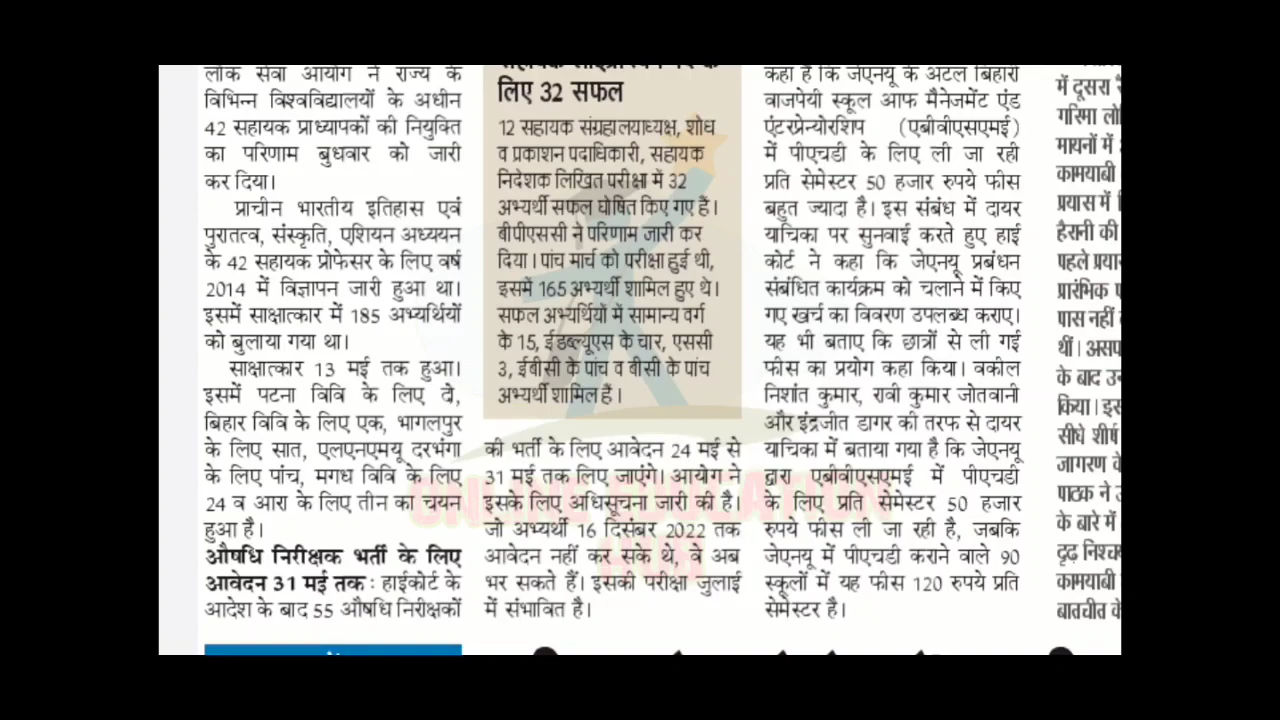 लोक सेवा आयोग ने राज्य के
विभिन्न विश्वविद्यालयों के अधीन
42 सहायक प्राध्यापकों की नियुक्ति
का परिणाम बुधवार को जारी
कर दिया।
प्राचीन भारतीय इतिहास एवं
पुरातत्व, संस्कृति, एशियन अध्ययन
के 42 सहायक प्रोफेसर के लिए वर्ष
2014 में विज्ञापन जारी हुआ था।
इसमें साक्षात्कार में 185 अभ्यर्थियों
को बुलाया गया था।
साक्षात्कार 13 मई तक हुआ।
इसमें पटना विवि के लिए दो,
बिहार विवि के लिए एक, भागलपुर
के लिए सात, एलएनएमयू दरभंगा
के लिए पांच, मगध विवि के लिए
24 व आरा के लिए तीन का चयन
हुआ है।
औषधि निरीक्षक भर्ती के लिए
आवेदन 31 मई तक : हाईकोर्ट के
आदेश के बाद 55 औषधि निरीक्षकों
लिए 32 सफल
12 सहायक संग्रहालयाध्यक्ष, शोध
व प्रकाशन पदाधिकारी, सहायक
निदेशक लिखित परीक्षा में 32
अभ्यर्थी सफल घोषित किए गए हैं।
बीपीएससी ने परिणाम जारी कर
दिया। पांच मार्च को परीक्षा हुई थी,
इसमें 165 अभ्यर्थी शामिल हुए थे।
सफल अभ्यर्थियों में सामान्य वर्ग
के 15, ईडब्ल्यूएस के चार, एससी
3, ईबीसी के पांच व बीसी के पांच
अभ्यर्थी शामिल हैं।
की भर्ती के लिए आवेदन 24 मई से
31 मई तक लिए जाएंगे। आयोग ने
इसके लिए अधिसूचना जारी की है।
जो अभ्यर्थी 16 दिसंबर 2022 तक
आवेदन नहीं कर सके थे, वे अब
भर सकते हैं। इसकी परीक्षा जुलाई
में संभावित है।
कहा है कि जेएनयू के अटल बिहारी
वाजपेयी स्कूल आफ मैनेजमेंट एंड
एंटरप्रेन्योरशिप (एबीवीएसएमई)
में पीएचडी के लिए ली जा रही
प्रति सेमेस्टर 50 हजार रुपये फीस
बहुत ज्यादा है। इस संबंध में दायर
याचिका पर सुनवाई करते हुए हाई
कोर्ट ने कहा कि जेएनयू प्रबंधन
संबंधित कार्यक्रम को चलाने में किए
गए खर्च का विवरण उपलब्ध कराए।
यह भी बताए कि छात्रों से ली गई
फीस का प्रयोग कहा किया। वकील
निशांत कुमार, रावी कुमार जोतवानी
और इंद्रजीत डागर की तरफ से दायर
याचिका में बताया गया है कि जेएनयू
द्वारा एबीवीएसएमई में पीएचडी
के लिए प्रति सेमेस्टर 50 हजार
रुपये फीस ली जा रही है, जबकि
जेएनयू में पीएचडी कराने वाले 90
स्कूलों में यह फीस 120 रुपये प्रति
सेमेस्टर है।
में दूसरा
गरिमा
मायनों में
कामयाबी
प्रयास में
हैरानी की
पहले
प्रारंभिक
पास नहीं
थीं।
के बाद
किया।
सीधे शीर्ष
जागरण
पाठक ने
के बारे में
दृढ़
कामयाबी
बातचीत
ONLINE EDUCATION
HUB